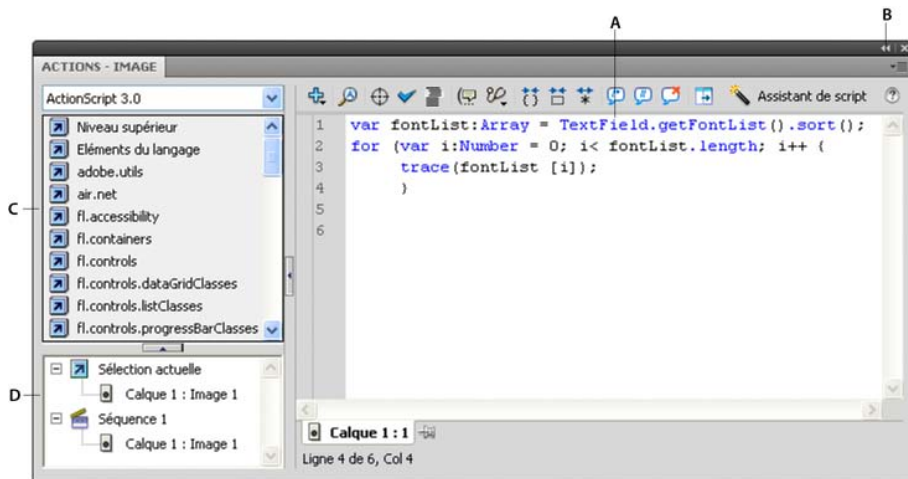 A
B
ACTIONS - IMAGE
ActionScript 3.0
Assistant de script
C
Niveau supérieur
Eléments du langage
adobe.utils
air.net
fl.accessibility
fl.containers
fl.controls
fl.controls.dataGridClasses
fl.controls.listClasses
fl.controls.progressBarClasses
D
Sélection actuelle
Calque 1 : Image 1
Séquence 1
Calque 1 : Image 1
1 var fontList:Array = TextField.getFontList().sort();
2 for (var i:Number = 0; i< fontList.length; i++ {
3 trace(fontList [i]);
4 }
5
6
Calque 1 : 1
Ligne 4 de 6, Col 4